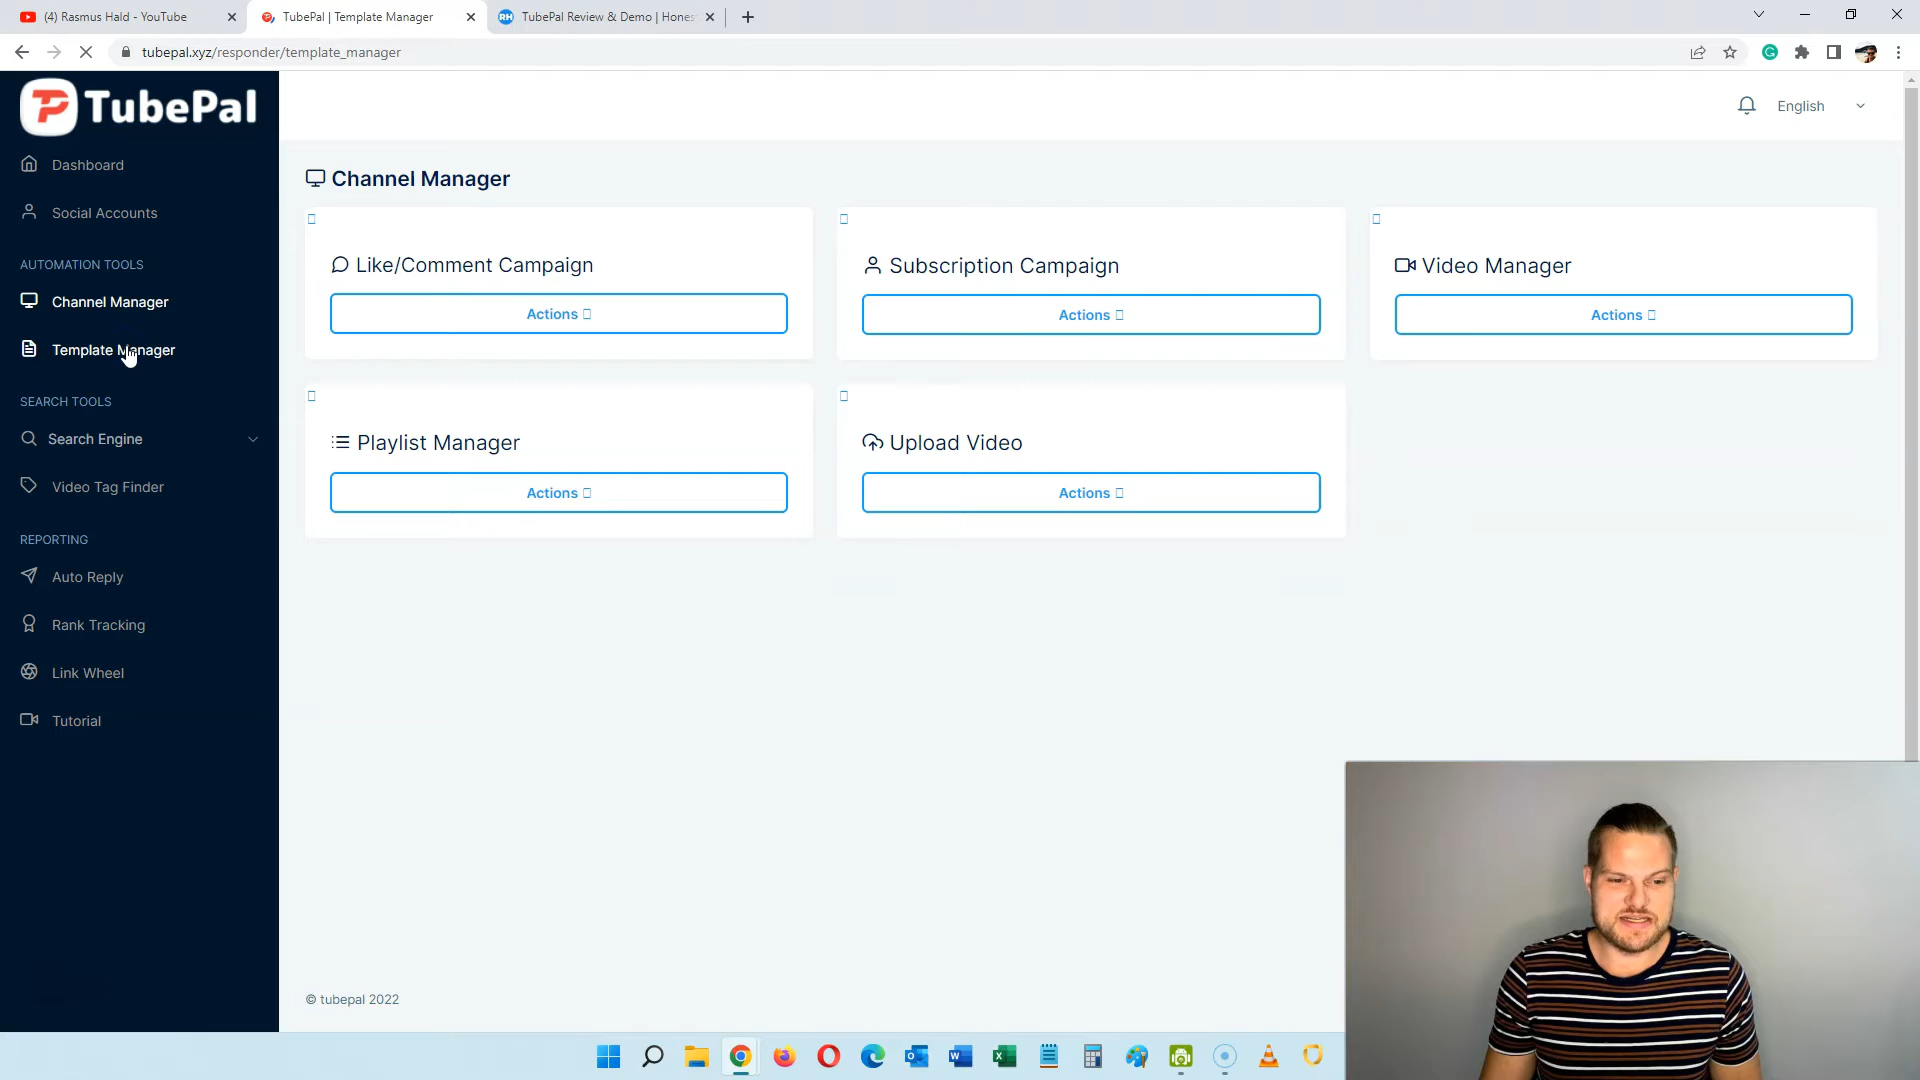 (4) Rasmus Hald - YouTube
TubePal | Template Manager
RH
TubePal Review & Demo | Hones
tubepal.xyz/responder/template_manager
TubePal
English
Dashboard
Social Accounts
AUTOMATION TOOLS
Channel Manager
Template Manager
SEARCH TOOLS
Search Engine
Video Tag Finder
REPORTING
Auto Reply
Rank Tracking
Link Wheel
Tutorial
Channel Manager
Like/Comment Campaign
Actions
Subscription Campaign
Actions
Video Manager
Actions
Playlist Manager
Actions
Upload Video
Actions
© tubepal 2022